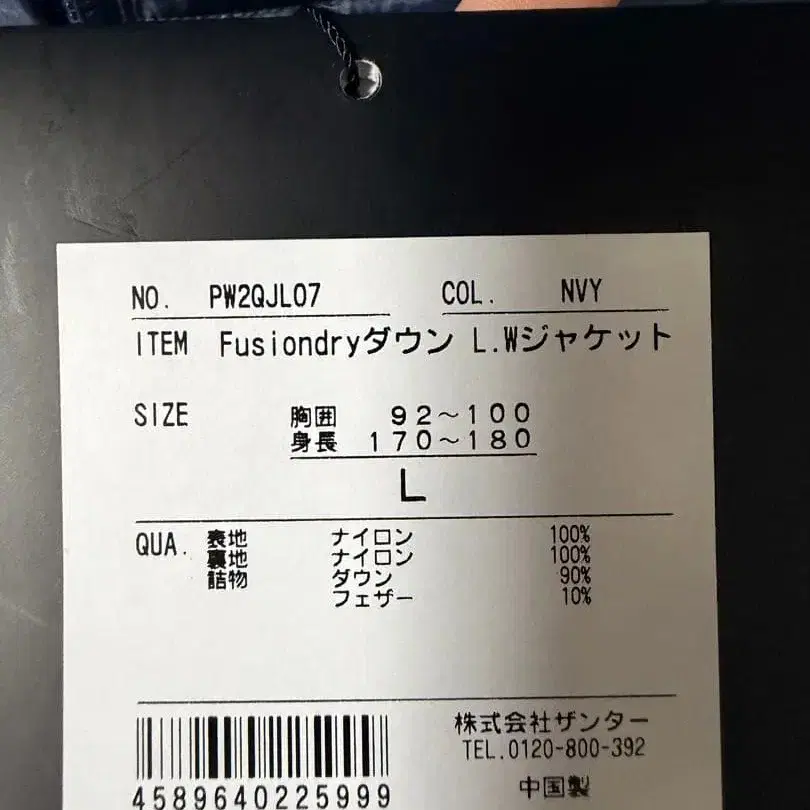 NO. PW2QJL07 COL. NVY
ITEM Fusiondryダウン L.Wジャケット
SIZE 胸囲 92～100
身長 170～180
L
QUA. 表地 ナイロン 100%
裏地 ナイロン 100%
詰物 ダウン 90%
フェザー 10%
株式会社ザンター
TEL.0120-800-392
中国製
4589640225999